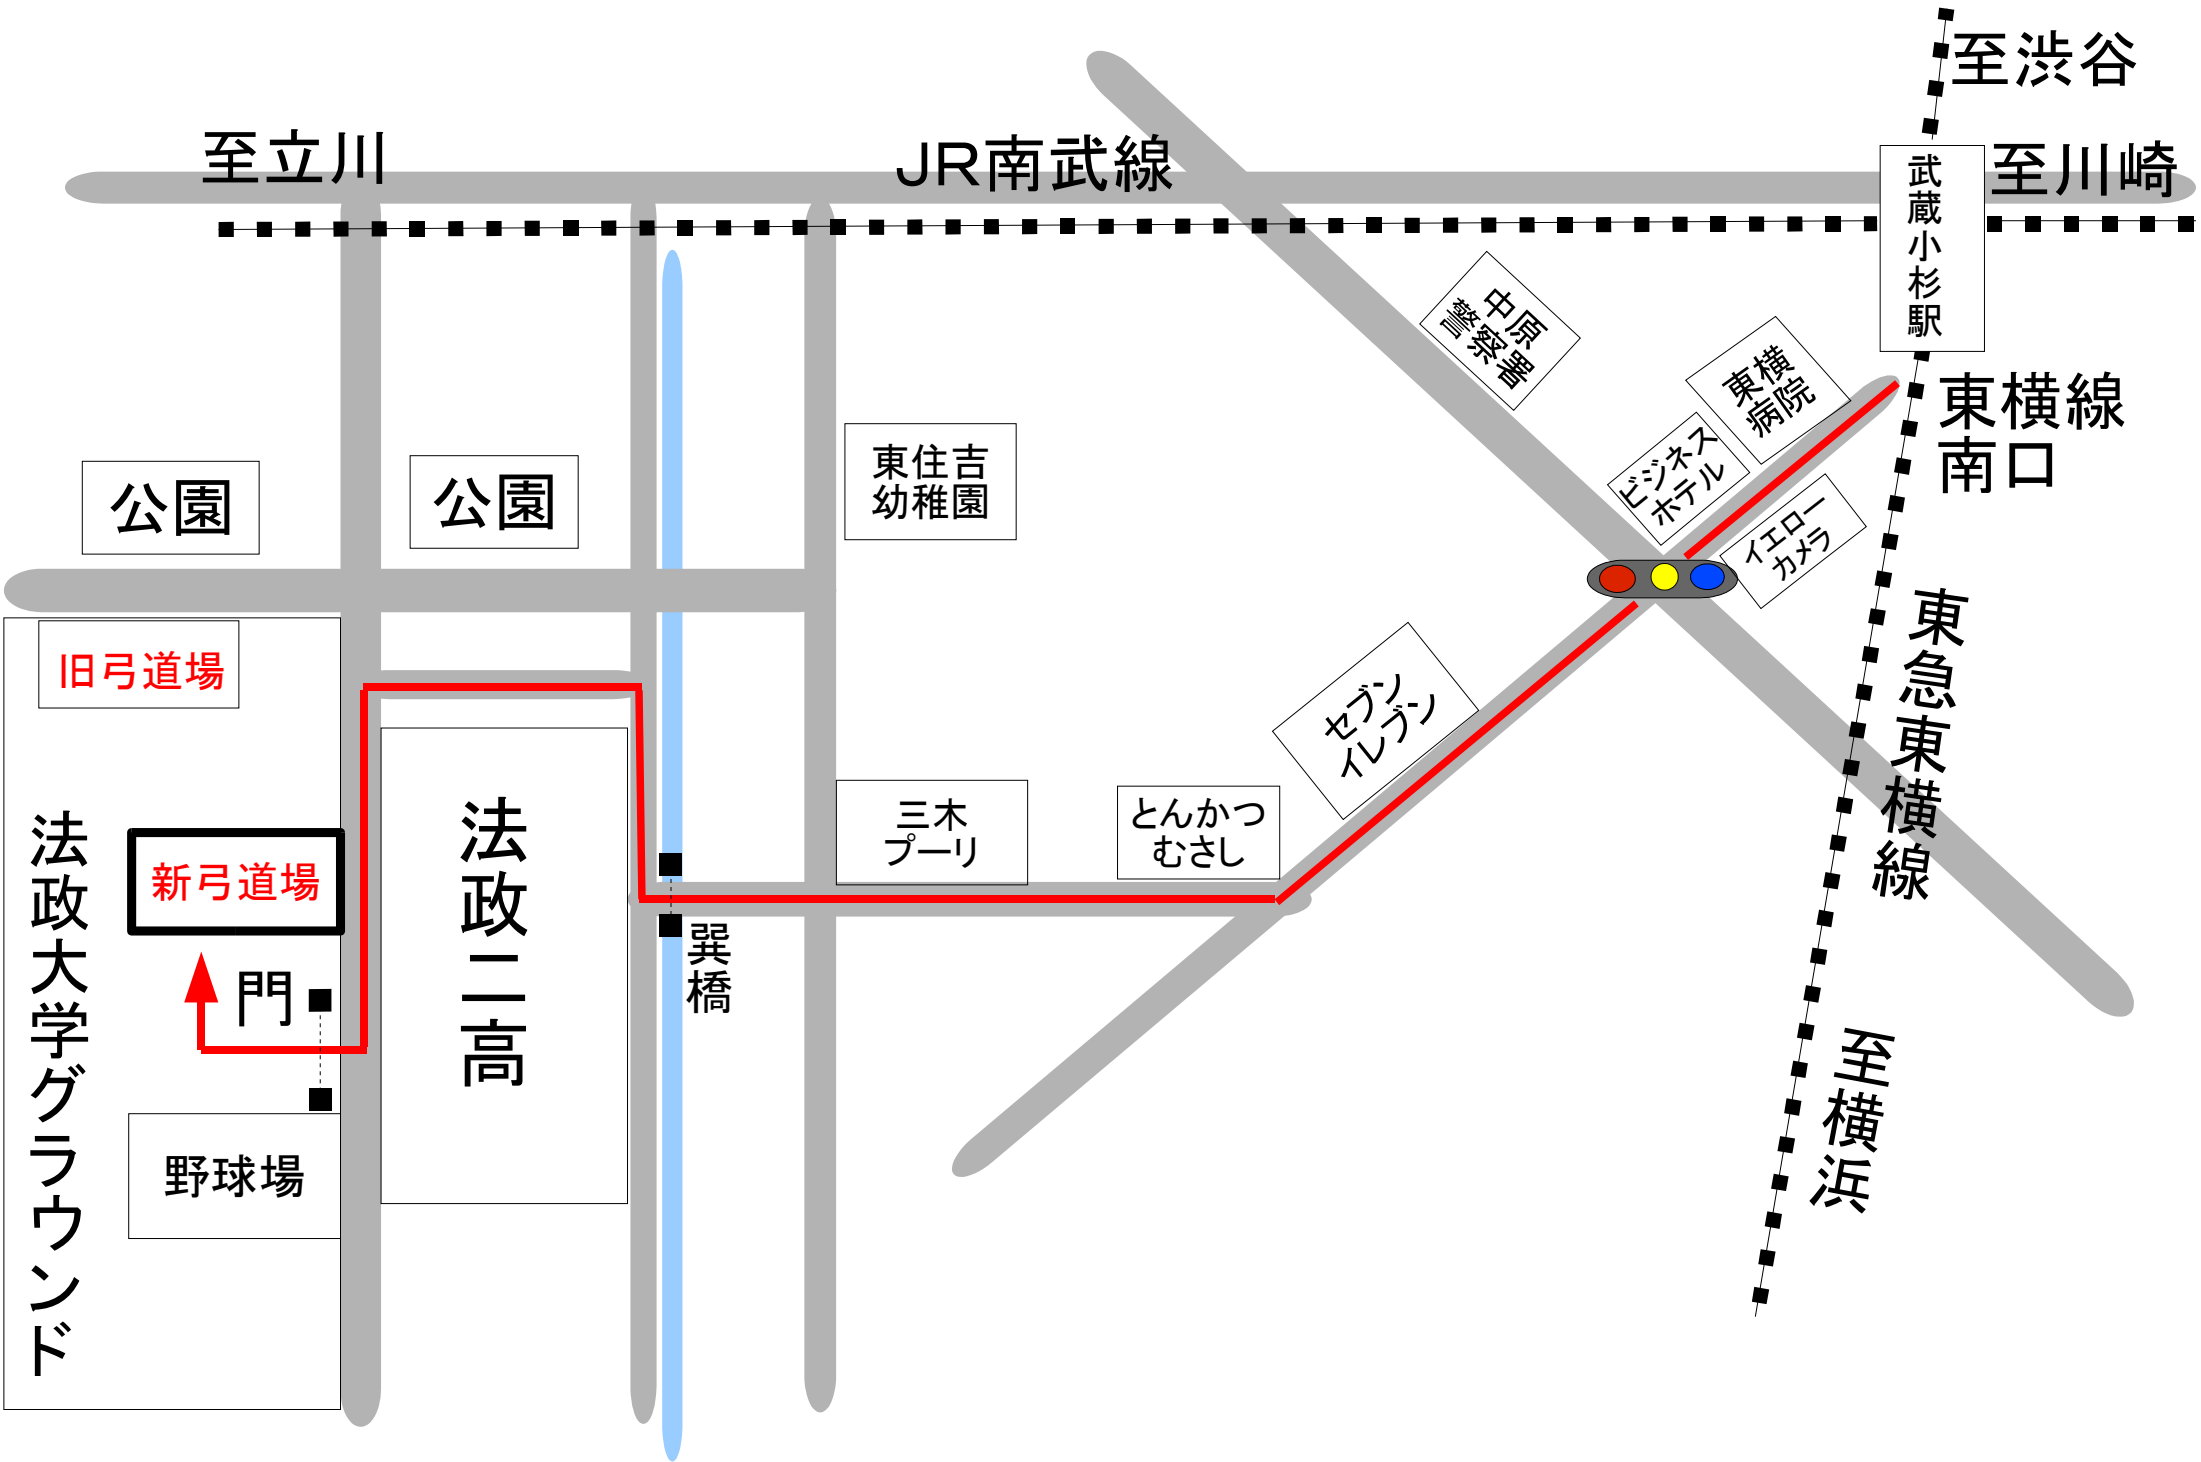 至渋谷
至立川
JR南武線
至川崎
武蔵小杉駅
中原
警察署
東横
病院
東横線
南口
ビジネス
ホテル
イエロー
カメラ
公園
公園
東住吉
幼稚園
旧弓道場
セブン
イレブン
東急東横線
三木
プーリ
とんかつ
むさし
法政大学グラウンド
新弓道場
法政二高
巽橋
門
野球場
至横浜